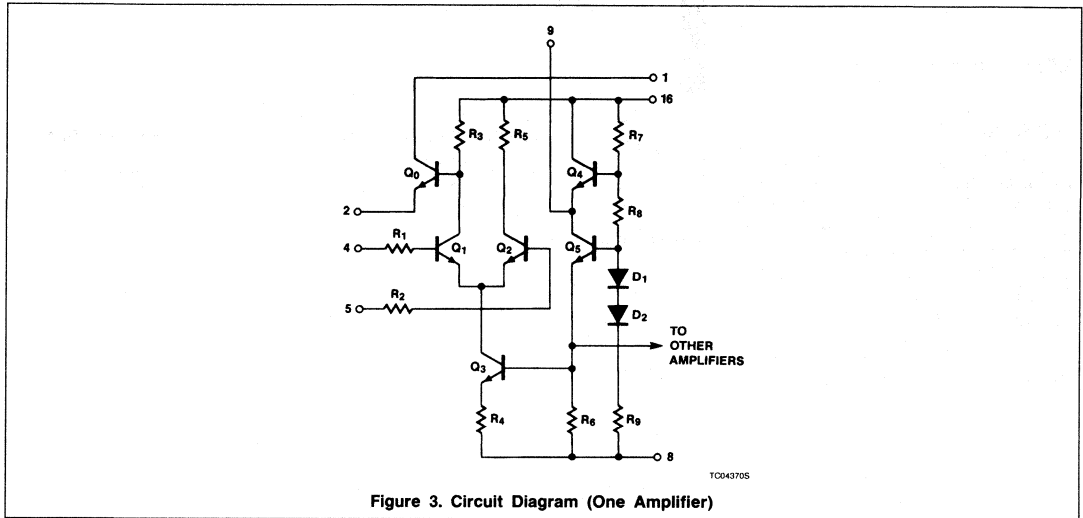 9
1
16
R3
R5
R7
Q0
Q4
R8
2
R1
4
Q1
Q2
Q5
D1
R2
5
D2
TO
OTHER
AMPLIFIERS
Q3
R4
R6
R9
8
TC04370S
Figure 3. Circuit Diagram (One Amplifier)